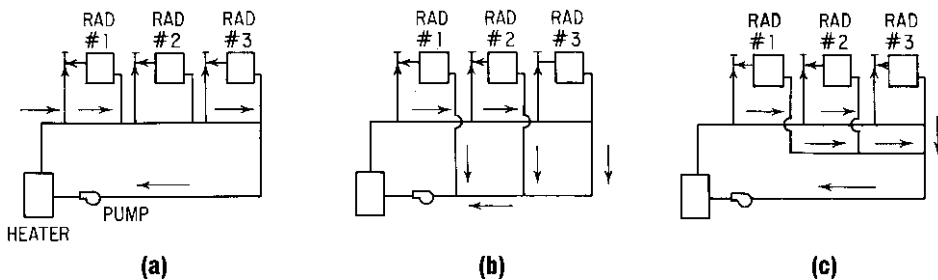 RAD #1
RAD #2
RAD #3
HEATER
PUMP
(a)
RAD #1
RAD #2
RAD #3
(b)
RAD #1
RAD #2
RAD #3
(c)